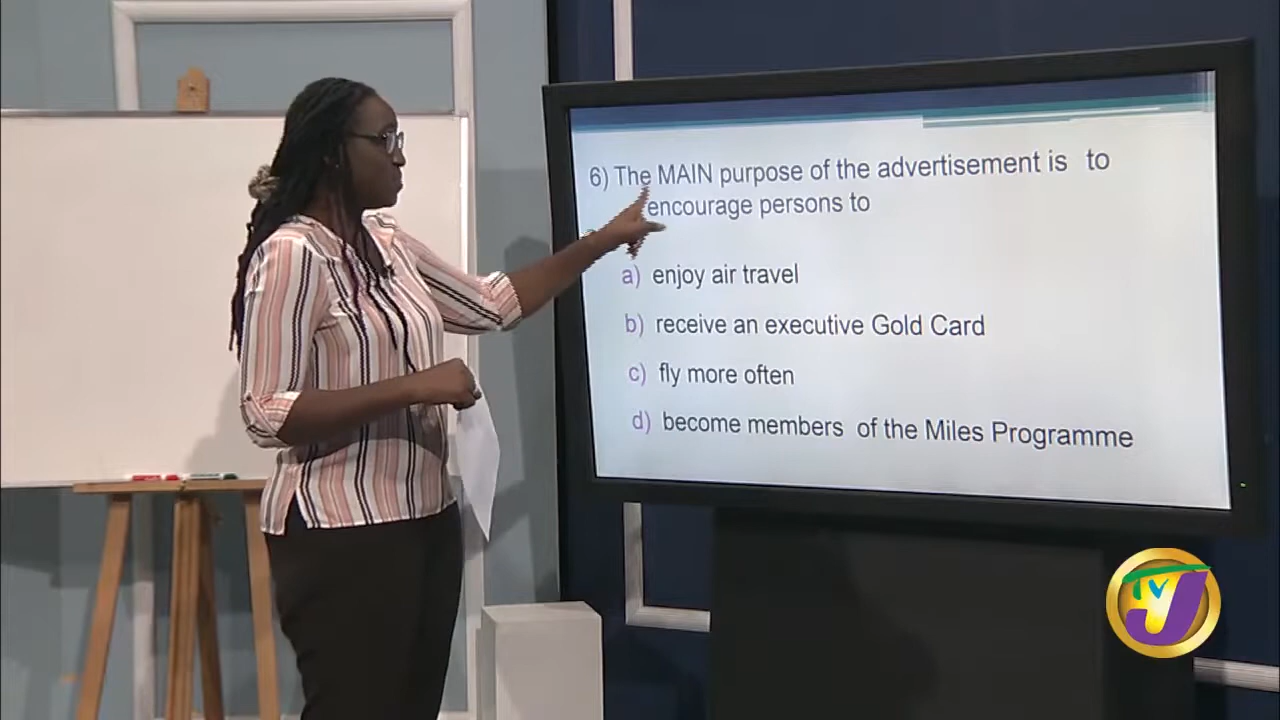 6) The MAIN purpose of the advertisement is to
encourage persons to
a) enjoy air travel
b) receive an executive Gold Card
c) fly more often
d) become members of the Miles Programme
TVJ